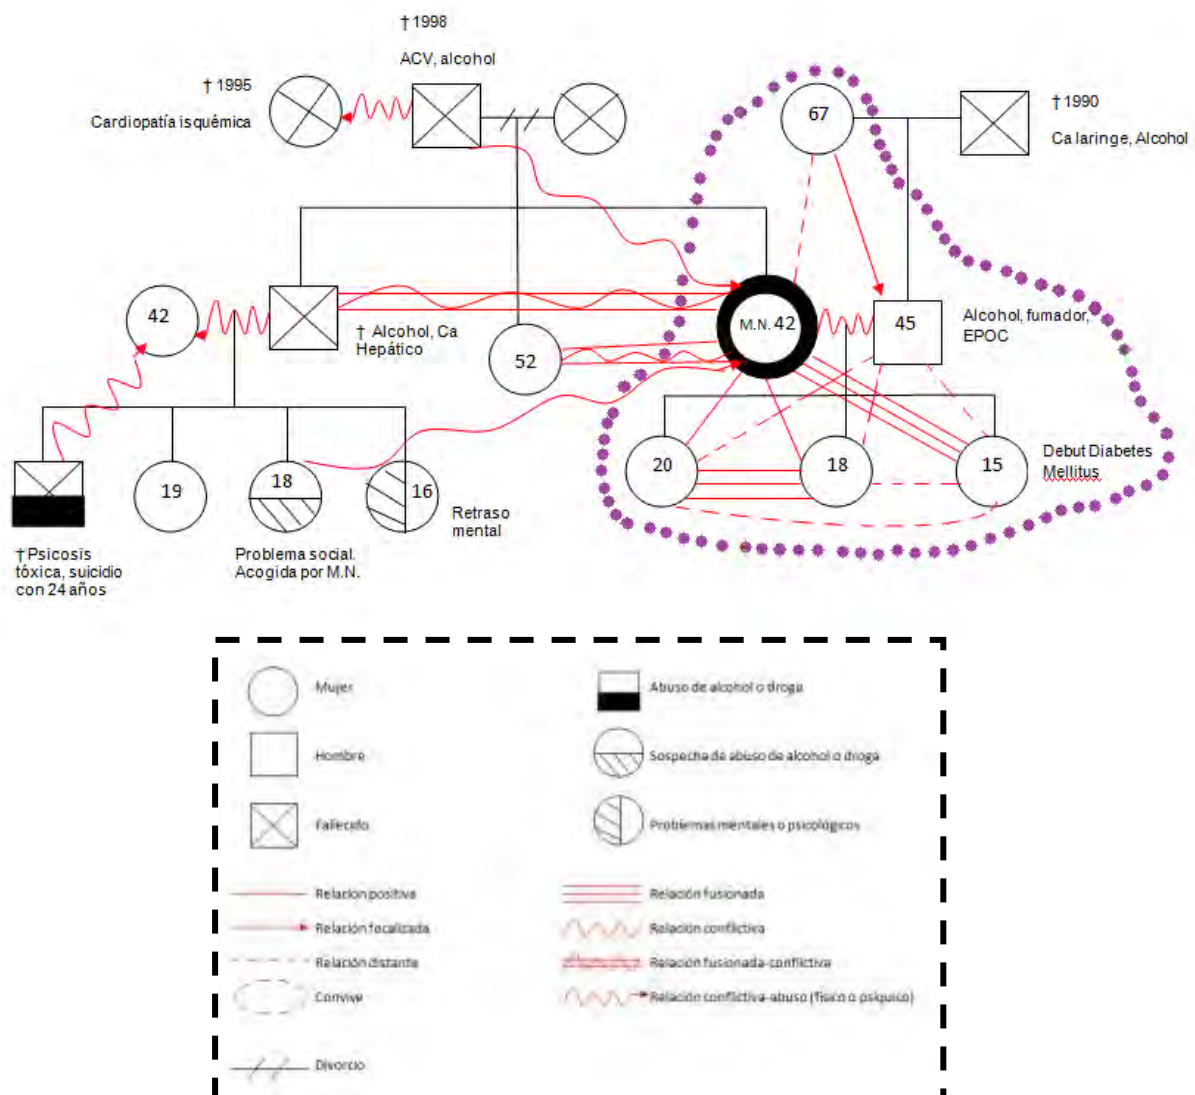 † 1998
ACV, alcohol
† 1995
Cardiopatía isquémica
67
† 1990
Ca laringe, Alcohol
42
† Alcohol, Ca
Hepático
52
M.N. 42
45
Alcohol, fumador,
EPOC
19
18
16
Retraso
mental
20
18
15
Debut Diabetes
Mellitus
†Psicosis
tóxica, suicidio
con 24 años
Problema social.
Acogida por M.N.
Mujer
Abuso de alcohol o droga
Hombre
Sospecha de abuso de alcohol o droga
Fallecido
Problemas mentales o psicológicos
Relación positiva
Relación fusionada
Relación focalizada
Relación conflictiva
Relación distante
Relación fusionada-conflictiva
Convive
Relación conflictiva-abuso (físico o psíquico)
Divorcio